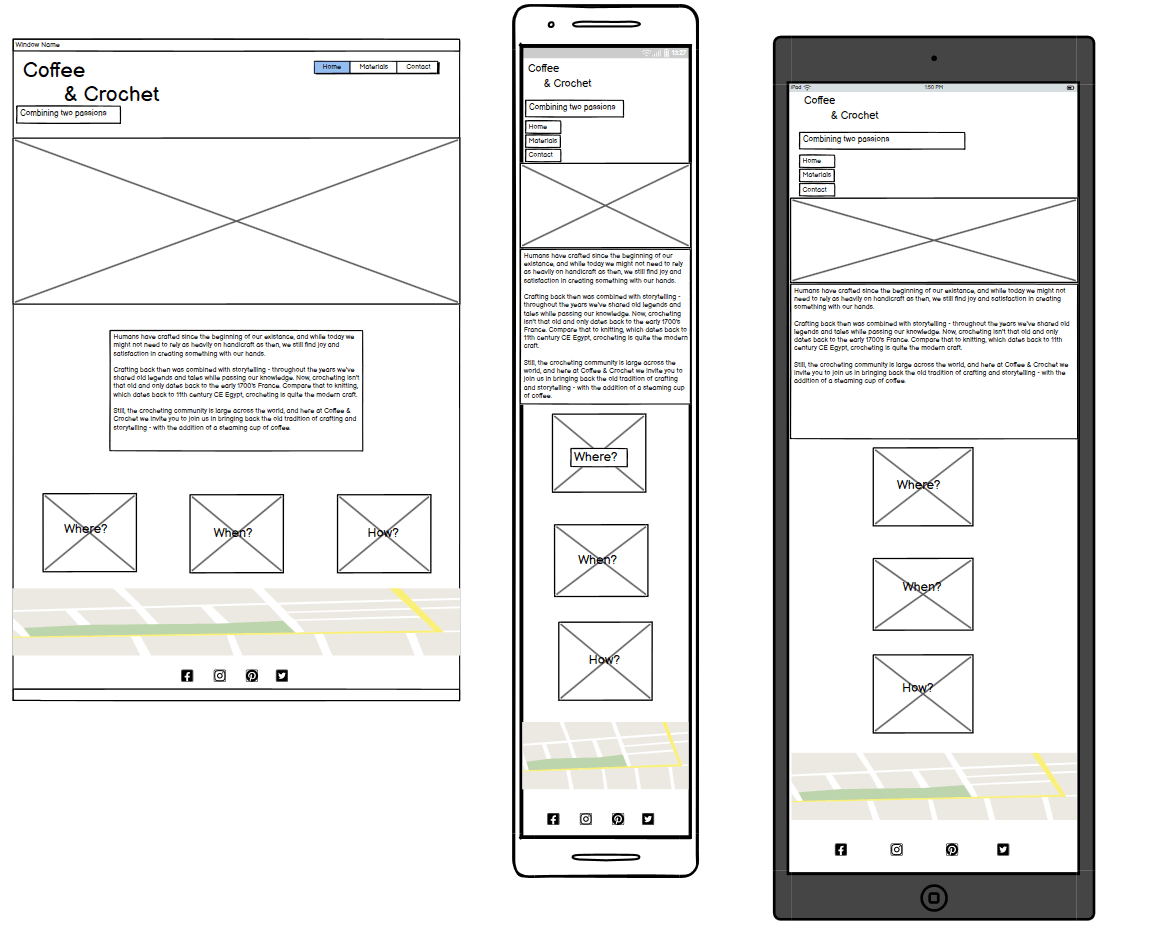 Window Name
Coffee
& Crochet
Home Materials Contact
Combining two passions
Humans have crafted since the beginning of our existance, and while today we
might not need to rely as heavily on handicraft as then, we still find joy and
satisfaction in creating something with our hands.
Crafting back then was combined with storytelling - throughout the years we've
shared old legends and tales while passing our knowledge. Now, crocheting isn't
that old and only dates back to the early 1700's France. Compare that to knitting,
which dates back to 11th century CE Egypt, crocheting is quite the modern craft.
Still, the crocheting community is large across the world, and here at Coffee &
Crochet we invite you to join us in bringing back the old tradition of crafting and
storytelling - with the addition of a steaming cup of coffee.
Where?
When?
How?
13:27
Coffee
& Crochet
Combining two passions
Home
Materials
Contact
Humans have crafted since the beginning of our
existance, and while today we might not need to rely
as heavily on handicraft as then, we still find joy and
satisfaction in creating something with our hands.
Crafting back then was combined with storytelling -
throughout the years we've shared old legends and
tales while passing our knowledge. Now, crocheting
isn't that old and only dates back to the early 1700's
France. Compare that to knitting, which dates back to
11th century CE Egypt, crocheting is quite the modern
craft.
Still, the crocheting community is large across the
world, and here at Coffee & Crochet we invite you to
join us in bringing back the old tradition of crafting
and storytelling - with the addition of a steaming cup
of coffee.
Where?
When?
How?
iPad
1:50 PM
Coffee
& Crochet
Combining two passions
Home
Materials
Contact
Humans have crafted since the beginning of our existance, and while today we might not
need to rely as heavily on handicraft as then, we still find joy and satisfaction in creating
something with our hands.
Crafting back then was combined with storytelling - throughout the years we've shared old
legends and tales while passing our knowledge. Now, crocheting isn't that old and only
dates back to the early 1700's France. Compare that to knitting, which dates back to 11th
century CE Egypt, crocheting is quite the modern craft.
Still, the crocheting community is large across the world, and here at Coffee & Crochet we
invite you to join us in bringing back the old tradition of crafting and storytelling - with the
addition of a steaming cup of coffee.
Where?
When?
How?